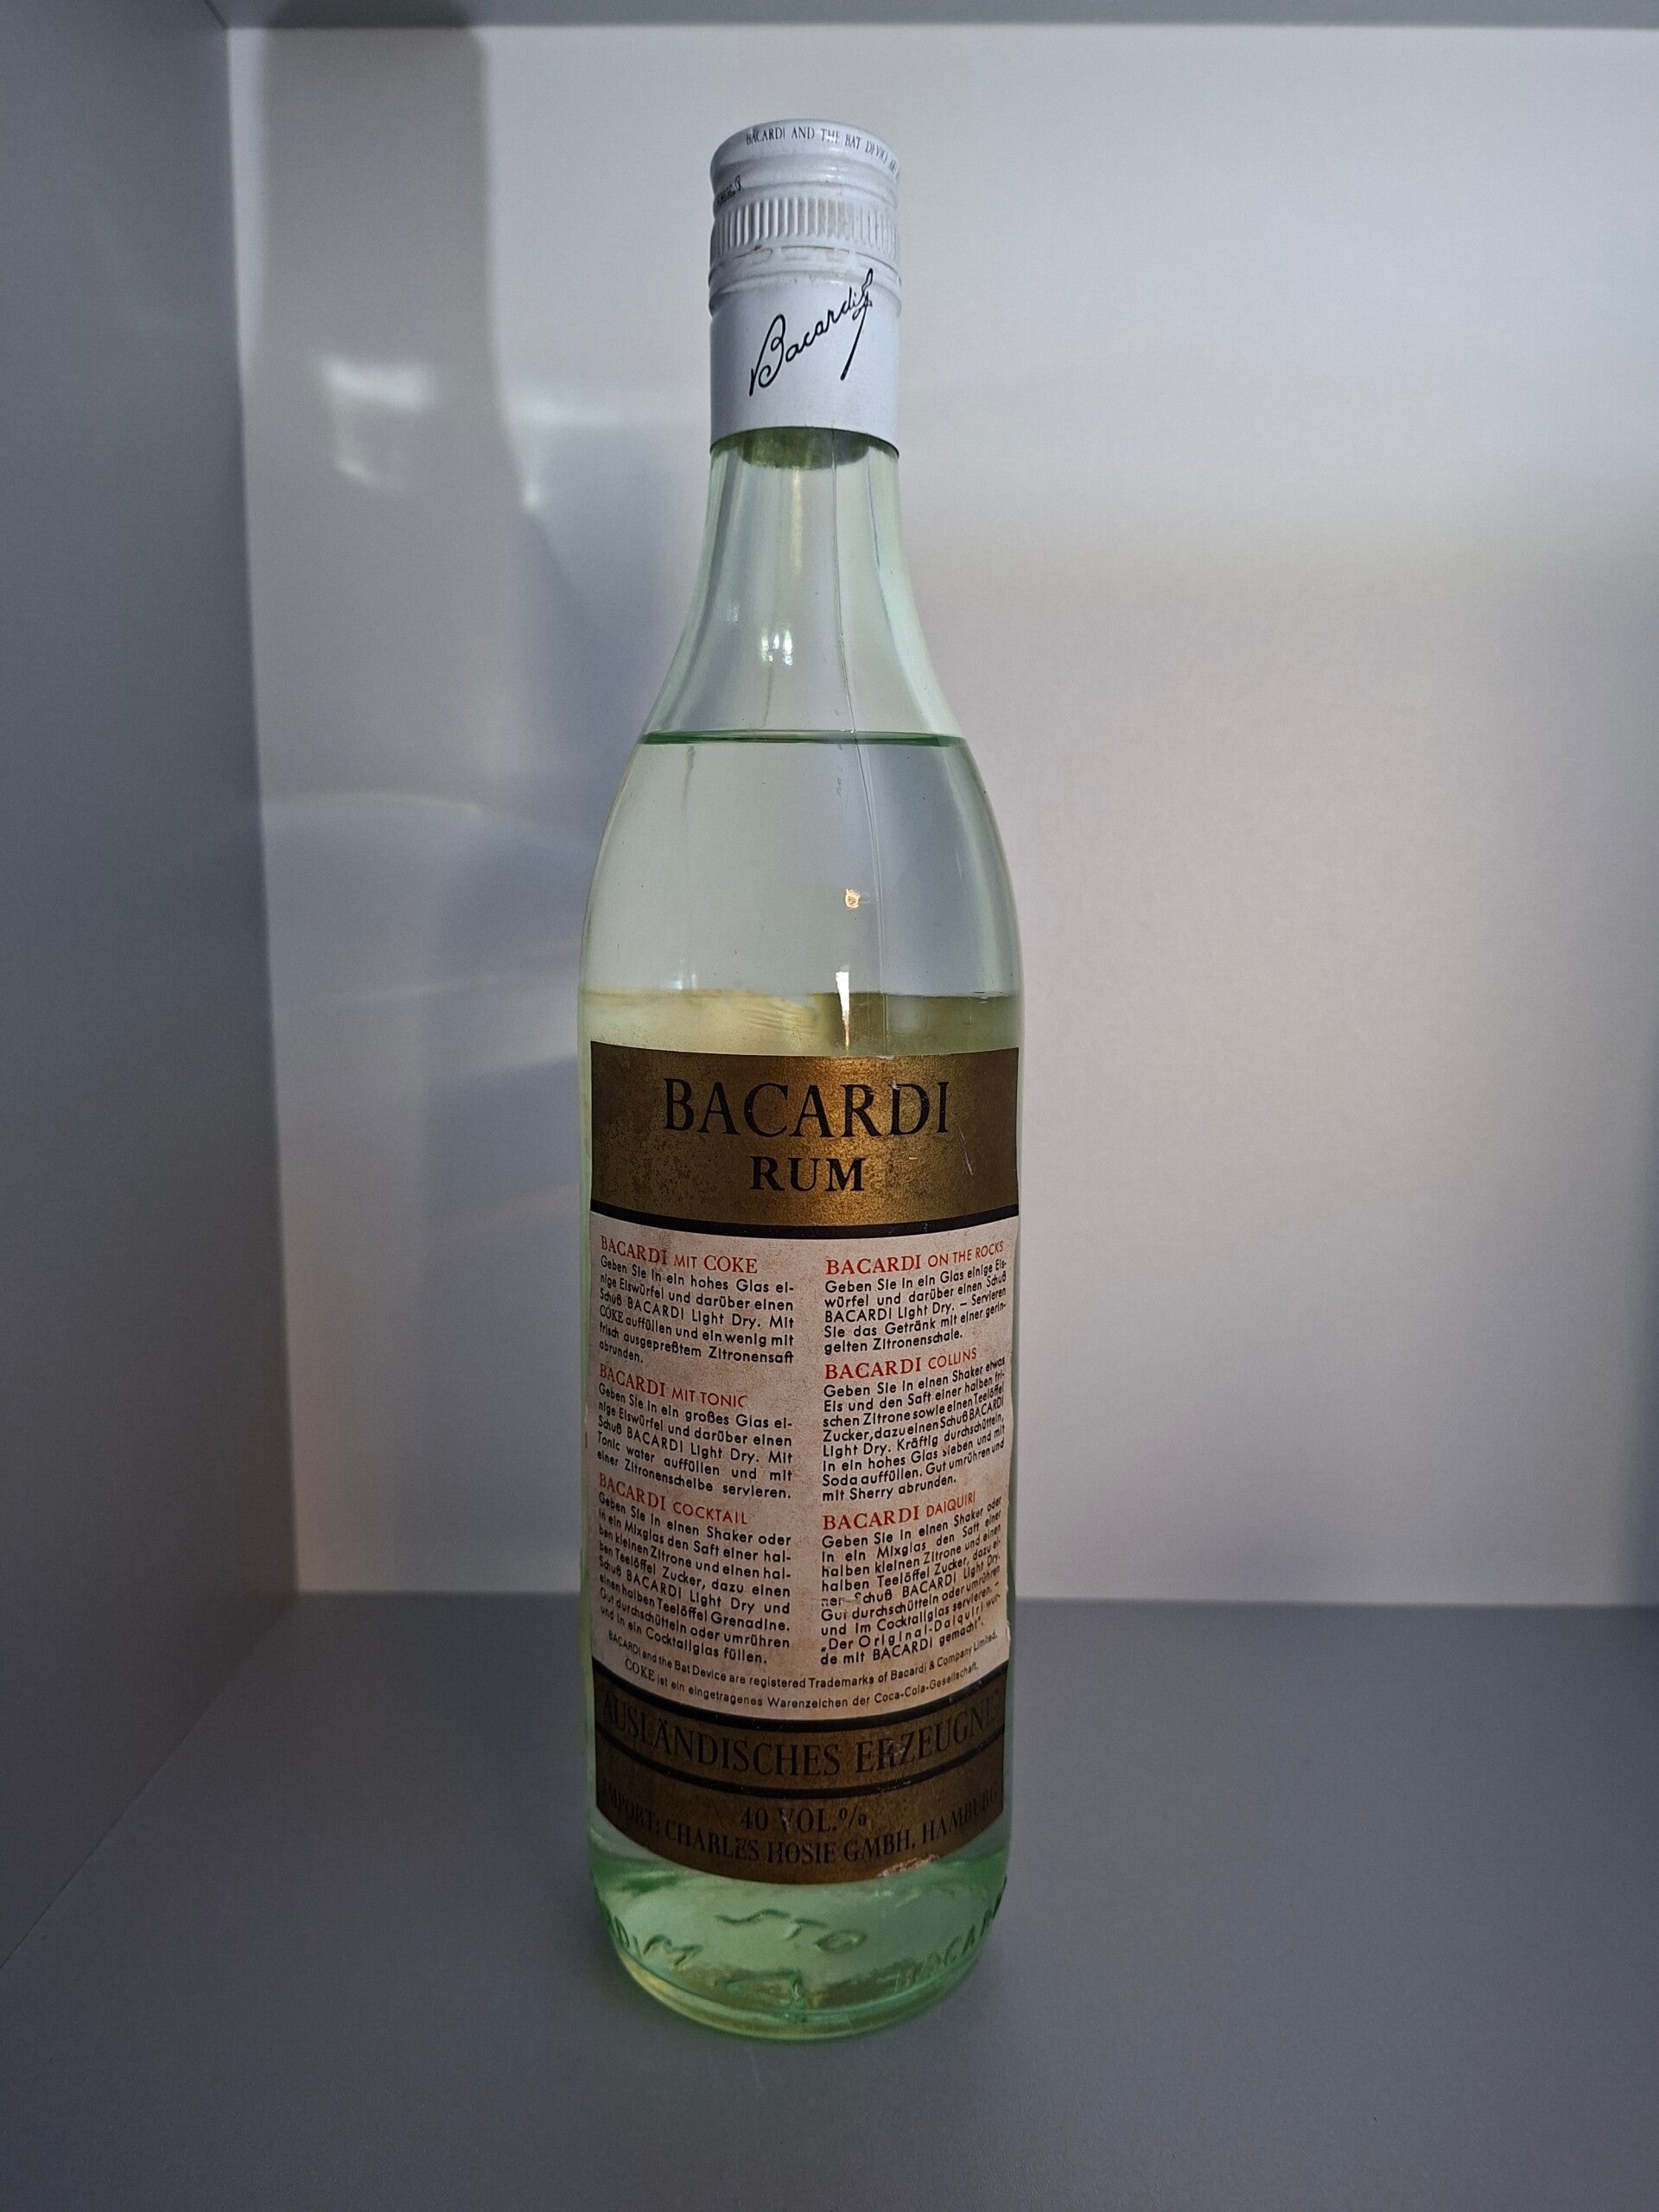 BACARDI AND THE BAT DEVICE
Bacardi
BACARDI
RUM
BACARDI MIT COKE
Geben Sie in ein hohes Glas ei-
nige Eiswürfel und darüber einen
Schuß BACARDI Light Dry. Mit
COKE auffüllen und ein wenig mit
frisch ausgepreßtem Zitronensaft
abrunden.
BACARDI MIT TONIC
Geben Sie in ein großes Glas ei-
nige Eiswürfel und darüber einen
Schuß BACARDI Light Dry. Mit
Tonic water auffüllen und mit
einer Zitronenscheibe servieren.
BACARDI COCKTAIL
Geben Sie in einen Shaker oder
in ein Mixglas den Saft einer hal-
ben kleinen Zitrone und einen hal-
ben Teelöffel Zucker, dazu einen
Schuß BACARDI Light Dry und
einen halben Teelöffel Grenadine.
Gut durchschütteln oder umrühren
und in ein Cocktailglas füllen.
BACARDI ON THE ROCKS
Geben Sie in ein Glas einige Eis-
würfel und darüber einen Schuß
BACARDI Light Dry. – Servieren
Sie das Getränk mit einer gerin-
gelten Zitronenschale.
BACARDI COLLINS
Geben Sie in einen Shaker etwas
Eis und den Saft einer halben fri-
schen Zitrone sowie einen Teelöffel
Zucker, dazu einen Schuß BACARDI
Light Dry. Kräftig durchschütteln,
in ein hohes Glas sieben und mit
Soda auffüllen. Gut umrühren und
mit Sherry abrunden.
BACARDI DAIQUIRI
Geben Sie in einen Shaker oder
in ein Mixglas den Saft einer
halben kleinen Zitrone und einen
halben Teelöffel Zucker, dazu ei-
nen Schuß BACARDI Light Dry.
Gut durchschütteln oder umrühren
und im Cocktailglas servieren. –
„Der Original-Daiquiri wur-
de mit BACARDI gemacht".
BACARDI and the Bat Device are registered Trademarks of Bacardi & Company Limited.
COKE ist ein eingetragenes Warenzeichen der Coca-Cola-Gesellschaft.
AUSLÄNDISCHES ERZEUGNIS
40 VOL.%
IMPORT: CHARLES HOSIE GMBH, HAMBURG